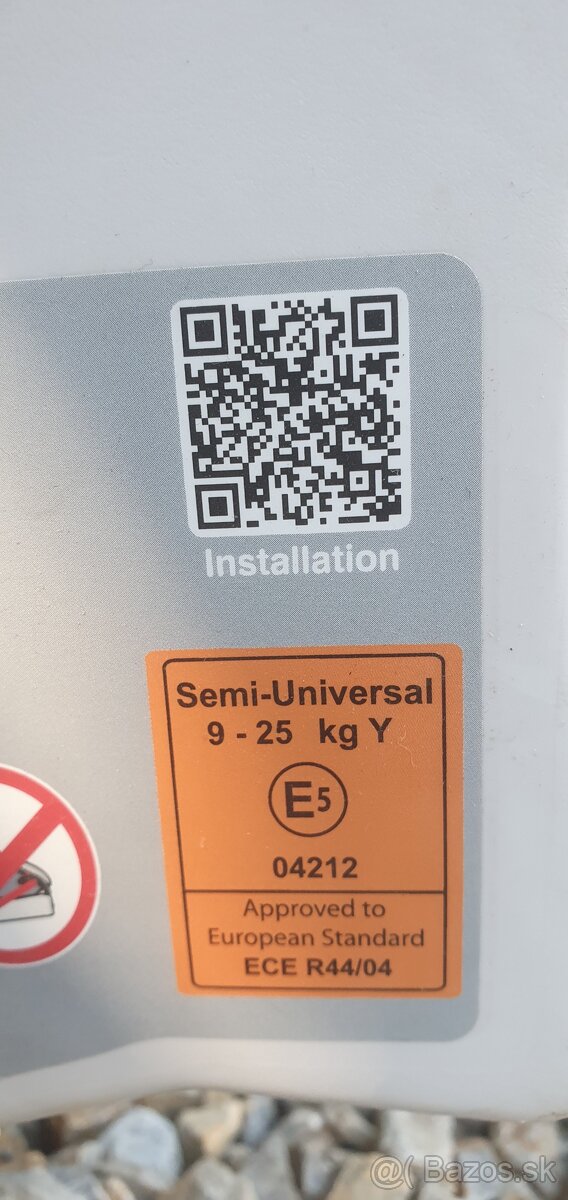 Installation
Semi-Universal
9 - 25 kg Y
E5
04212
Approved to
European Standard
ECE R44/04
@( Bazos.sk